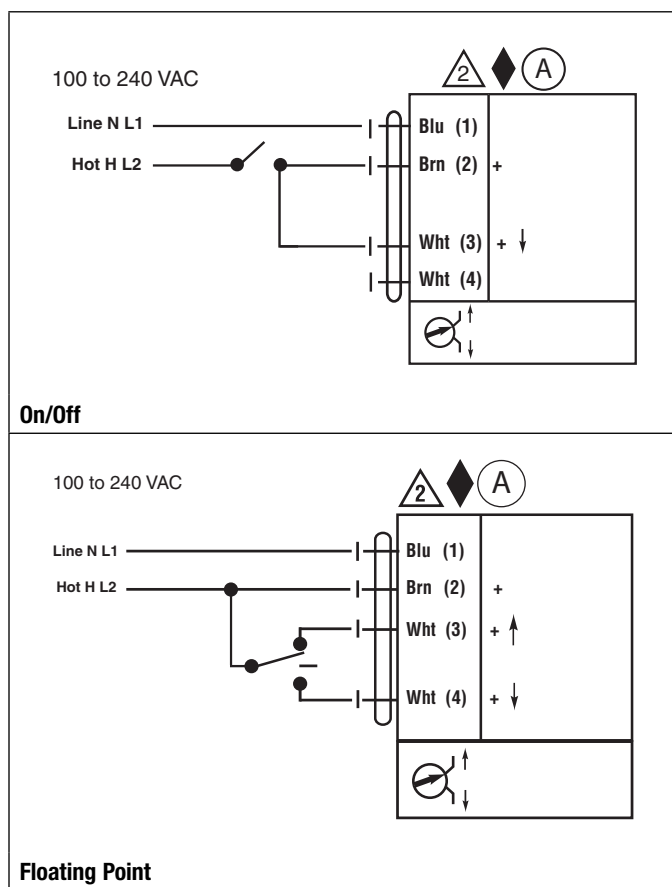 100 to 240 VAC
2 A
Line N L1
Blu (1)
Hot H L2
Brn (2) +
Wht (3) + ↓
Wht (4)
On/Off
100 to 240 VAC
2 A
Line N L1
Blu (1)
Hot H L2
Brn (2) +
Wht (3) + ↑
Wht (4) + ↓
Floating Point